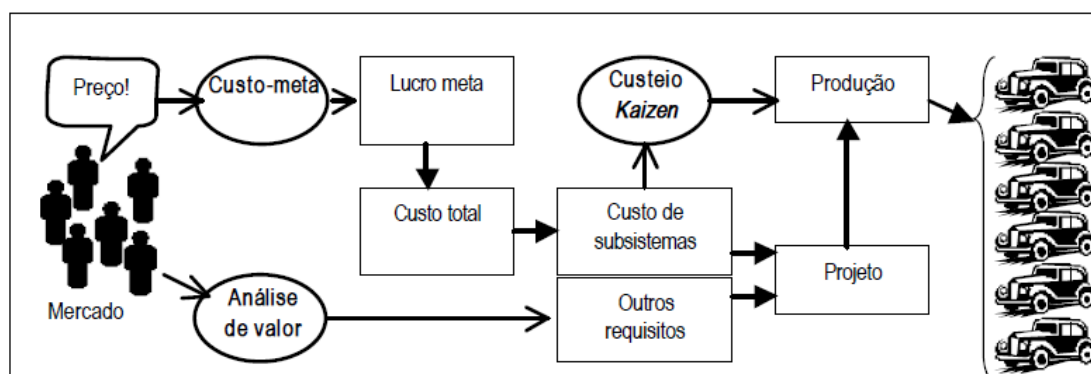 Preço!
Custo-meta
Lucro meta
Custeio
Kaizen
Produção
Custo total
Custo de
subsistemas
Projeto
Mercado
Análise
de valor
Outros
requisitos